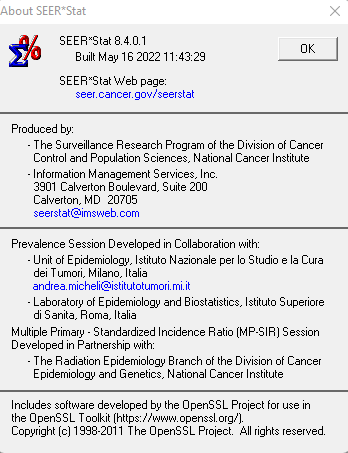 About SEER*Stat
SEER*Stat 8.4.0.1
Built May 16 2022 11:43:29
OK
SEER*Stat Web page:
seer.cancer.gov/seerstat
Produced by:
- The Surveillance Research Program of the Division of Cancer
Control and Population Sciences, National Cancer Institute
- Information Management Services, Inc.
3901 Calverton Boulevard, Suite 200
Calverton, MD 20705
seerstat@imsweb.com
Prevalence Session Developed in Collaboration with:
- Unit of Epidemiology, Istituto Nazionale per lo Studio e la Cura
dei Tumori, Milano, Italia
andrea.micheli@istitutotumori.mi.it
- Laboratory of Epidemiology and Biostatistics, Istituto Superiore
di Sanita, Roma, Italia
Multiple Primary - Standardized Incidence Ratio (MP-SIR) Session
Developed in Partnership with:
- The Radiation Epidemiology Branch of the Division of Cancer
Epidemiology and Genetics, National Cancer Institute
Includes software developed by the OpenSSL Project for use in
the OpenSSL Toolkit (https://www.openssl.org/).
Copyright (c) 1998-2011 The OpenSSL Project. All rights reserved.